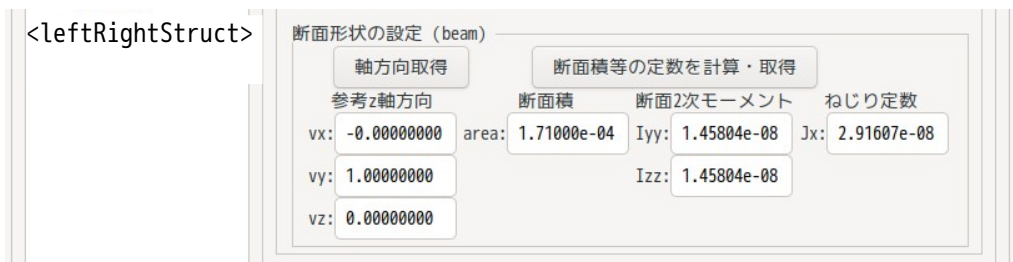 <leftRightStruct>
断面形状の設定 (beam)
軸方向取得 断面積等の定数を計算・取得
参考z軸方向 断面積 断面2次モーメント ねじり定数
vx: -0.00000000 area: 1.71000e-04 Iyy: 1.45804e-08 Jx: 2.91607e-08
vy: 1.00000000 Izz: 1.45804e-08
vz: 0.00000000